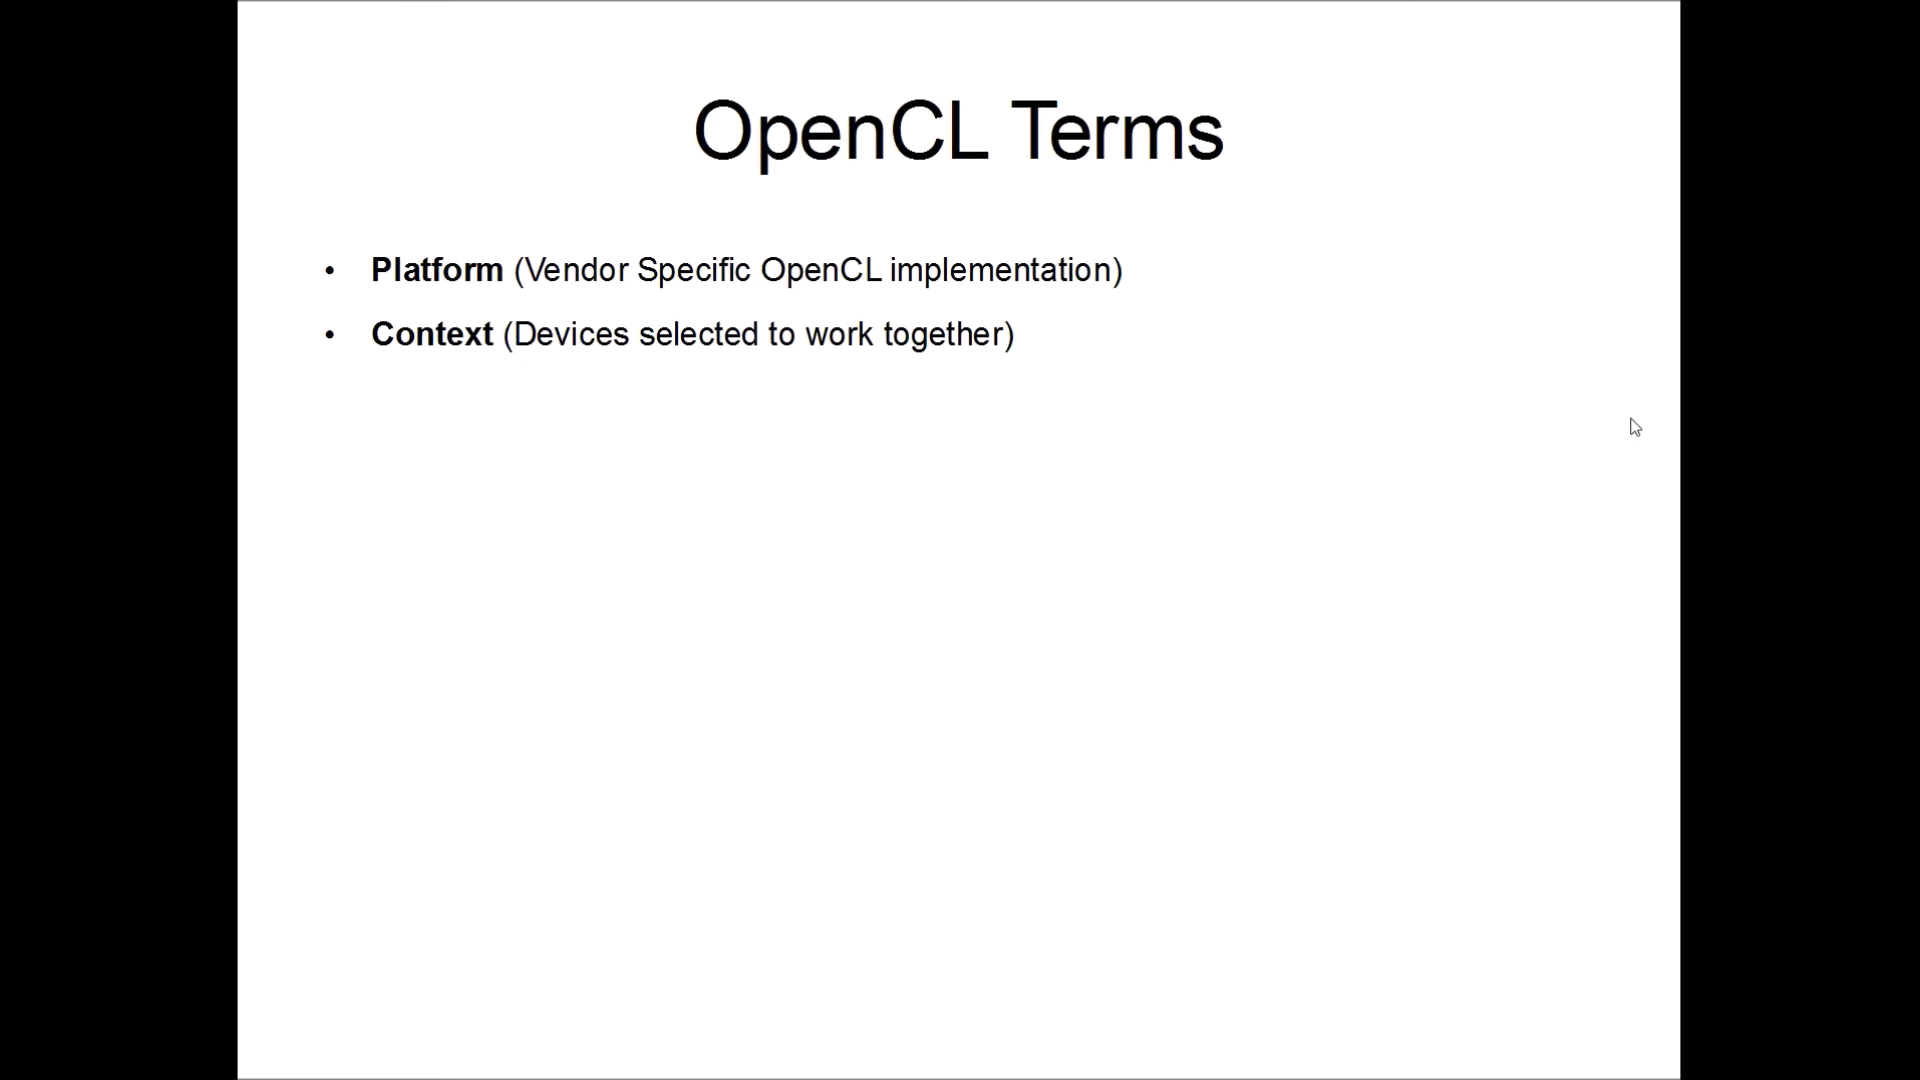 OpenCL Terms
• Platform (Vendor Specific OpenCL implementation)
• Context (Devices selected to work together)